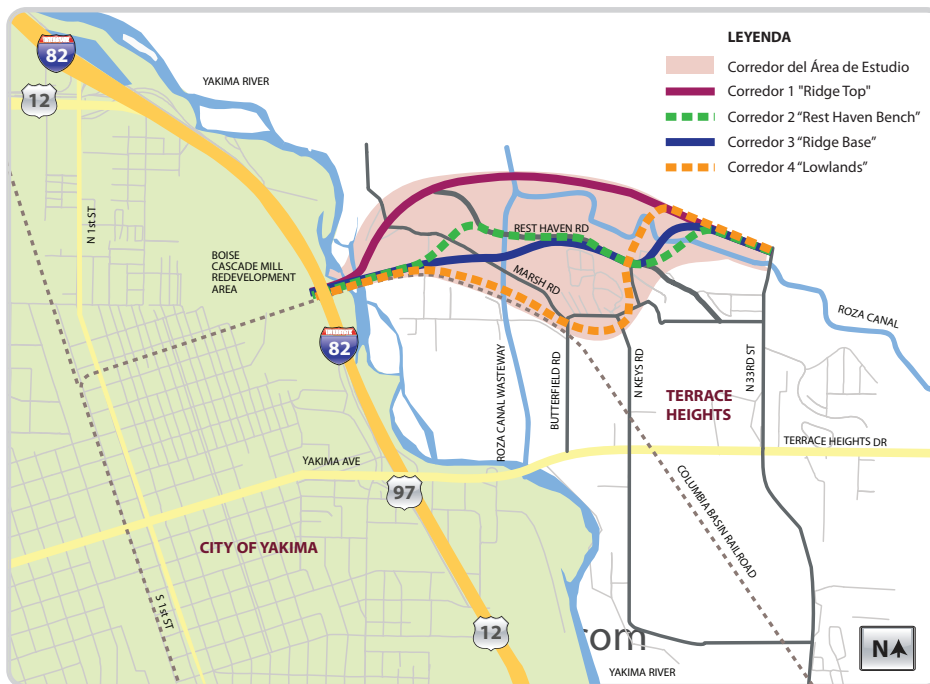 LEYENDA
Corredor del Área de Estudio
Corredor 1 "Ridge Top"
Corredor 2 “Rest Haven Bench”
Corredor 3 “Ridge Base”
Corredor 4 “Lowlands”
INTERSTATE
82
12
YAKIMA RIVER
N 1st ST
REST HAVEN RD
BOISE
CASCADE MILL
REDEVELOPMENT
AREA
MARSH RD
ROZA CANAL
INTERSTATE
82
ROZA CANAL WASTEWAY
BUTTERFIELD RD
N KEYS RD
N 33RD ST
TERRACE
HEIGHTS
TERRACE HEIGHTS DR
YAKIMA AVE
97
COLUMBIA BASIN RAILROAD
CITY OF YAKIMA
S 1st ST
12
om
YAKIMA RIVER
N